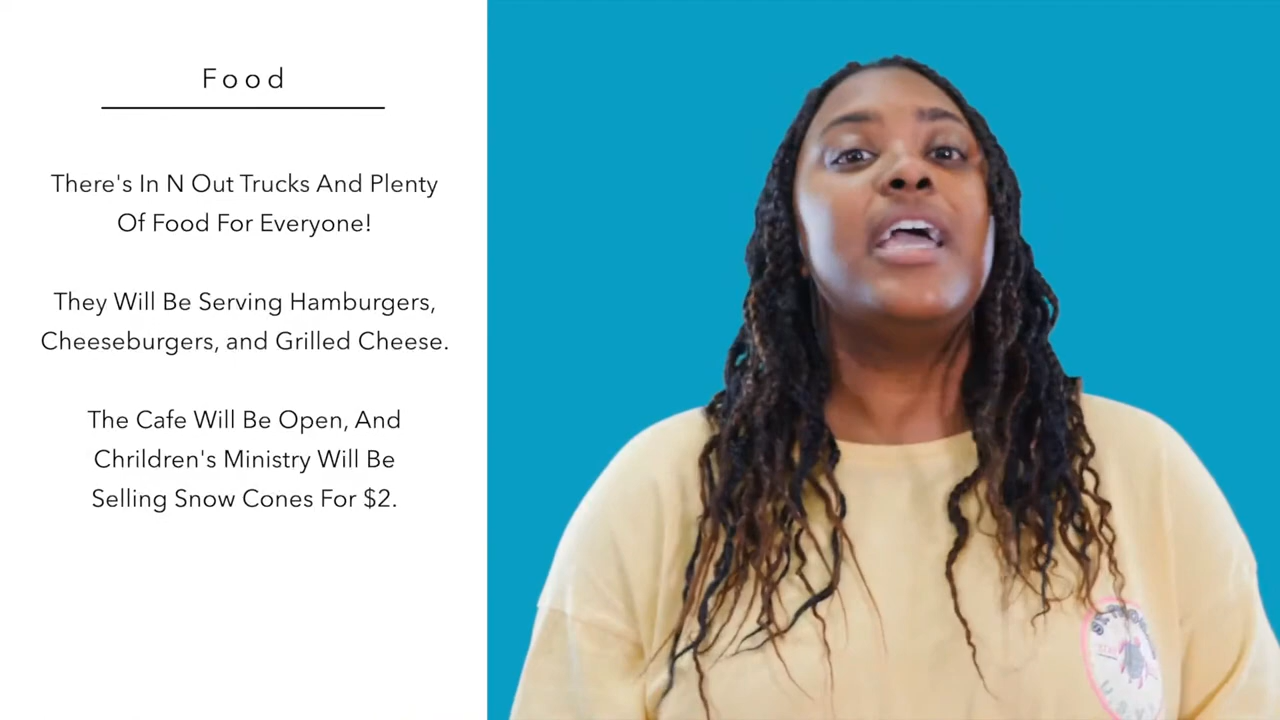 Food
There's In N Out Trucks And Plenty
Of Food For Everyone!
They Will Be Serving Hamburgers,
Cheeseburgers, and Grilled Cheese.
The Cafe Will Be Open, And
Chrildren's Ministry Will Be
Selling Snow Cones For $2.